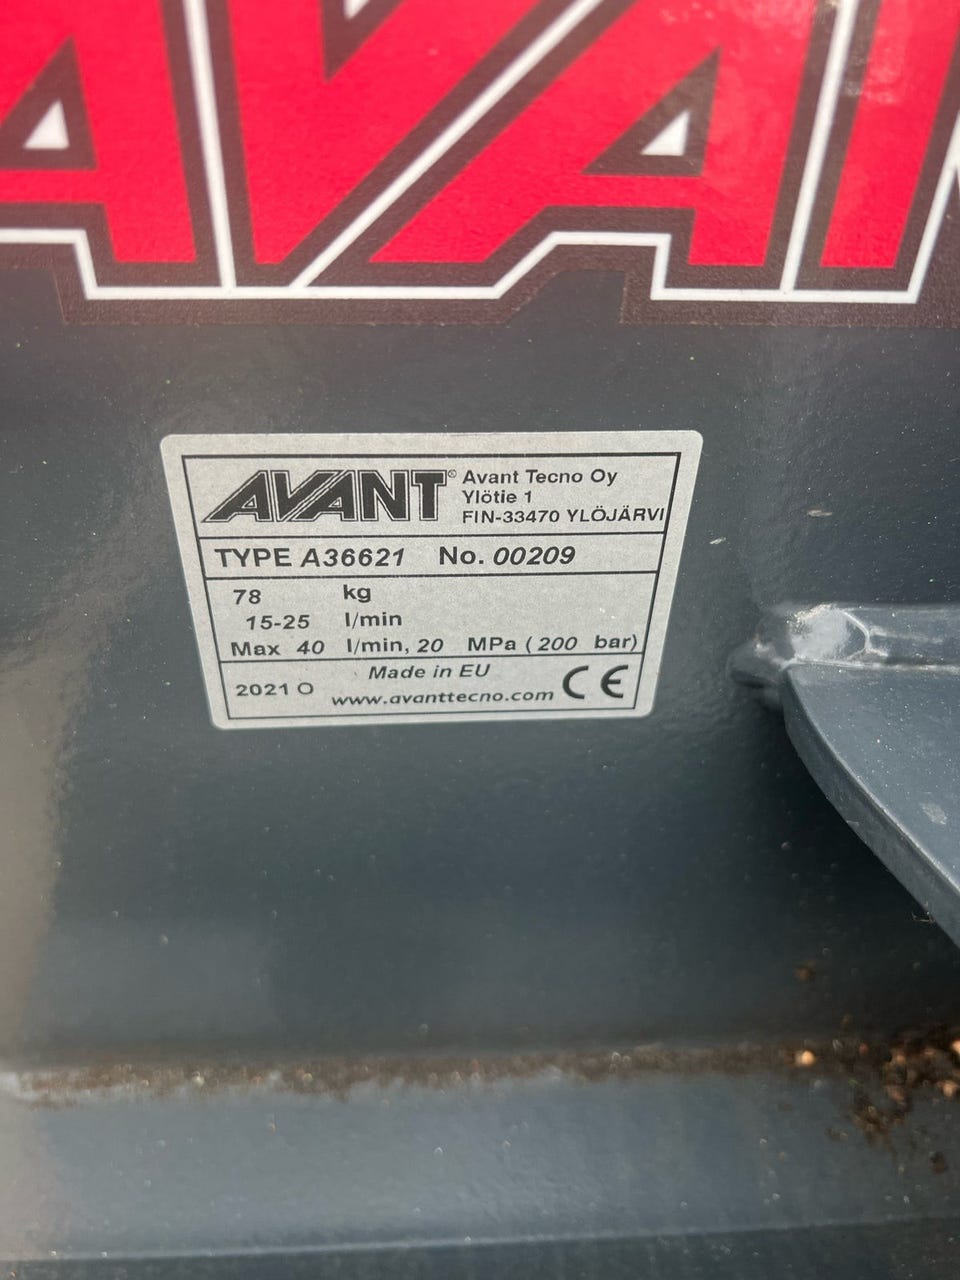 AVAN
AVANT® Avant Tecno Oy
Ylötie 1
FIN-33470 YLÖJÄRVI
TYPE A36621 No. 00209
78 kg
15-25 l/min
Max 40 l/min, 20 MPa (200 bar)
Made in EU
2021 O www.avanttecno.com CE